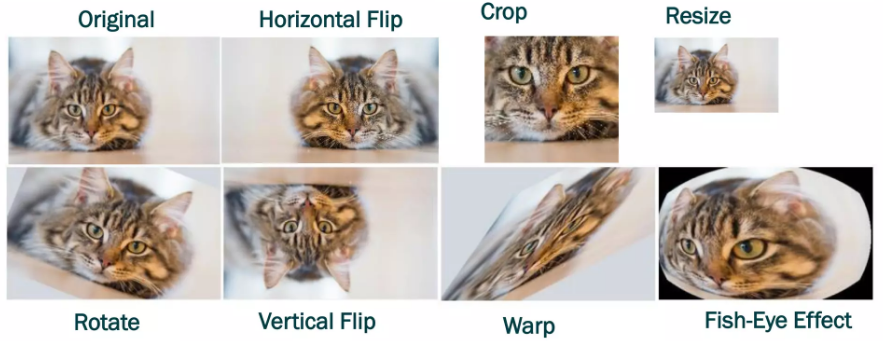 Original
Horizontal Flip
Crop
Resize
Rotate
Vertical Flip
Warp
Fish-Eye Effect